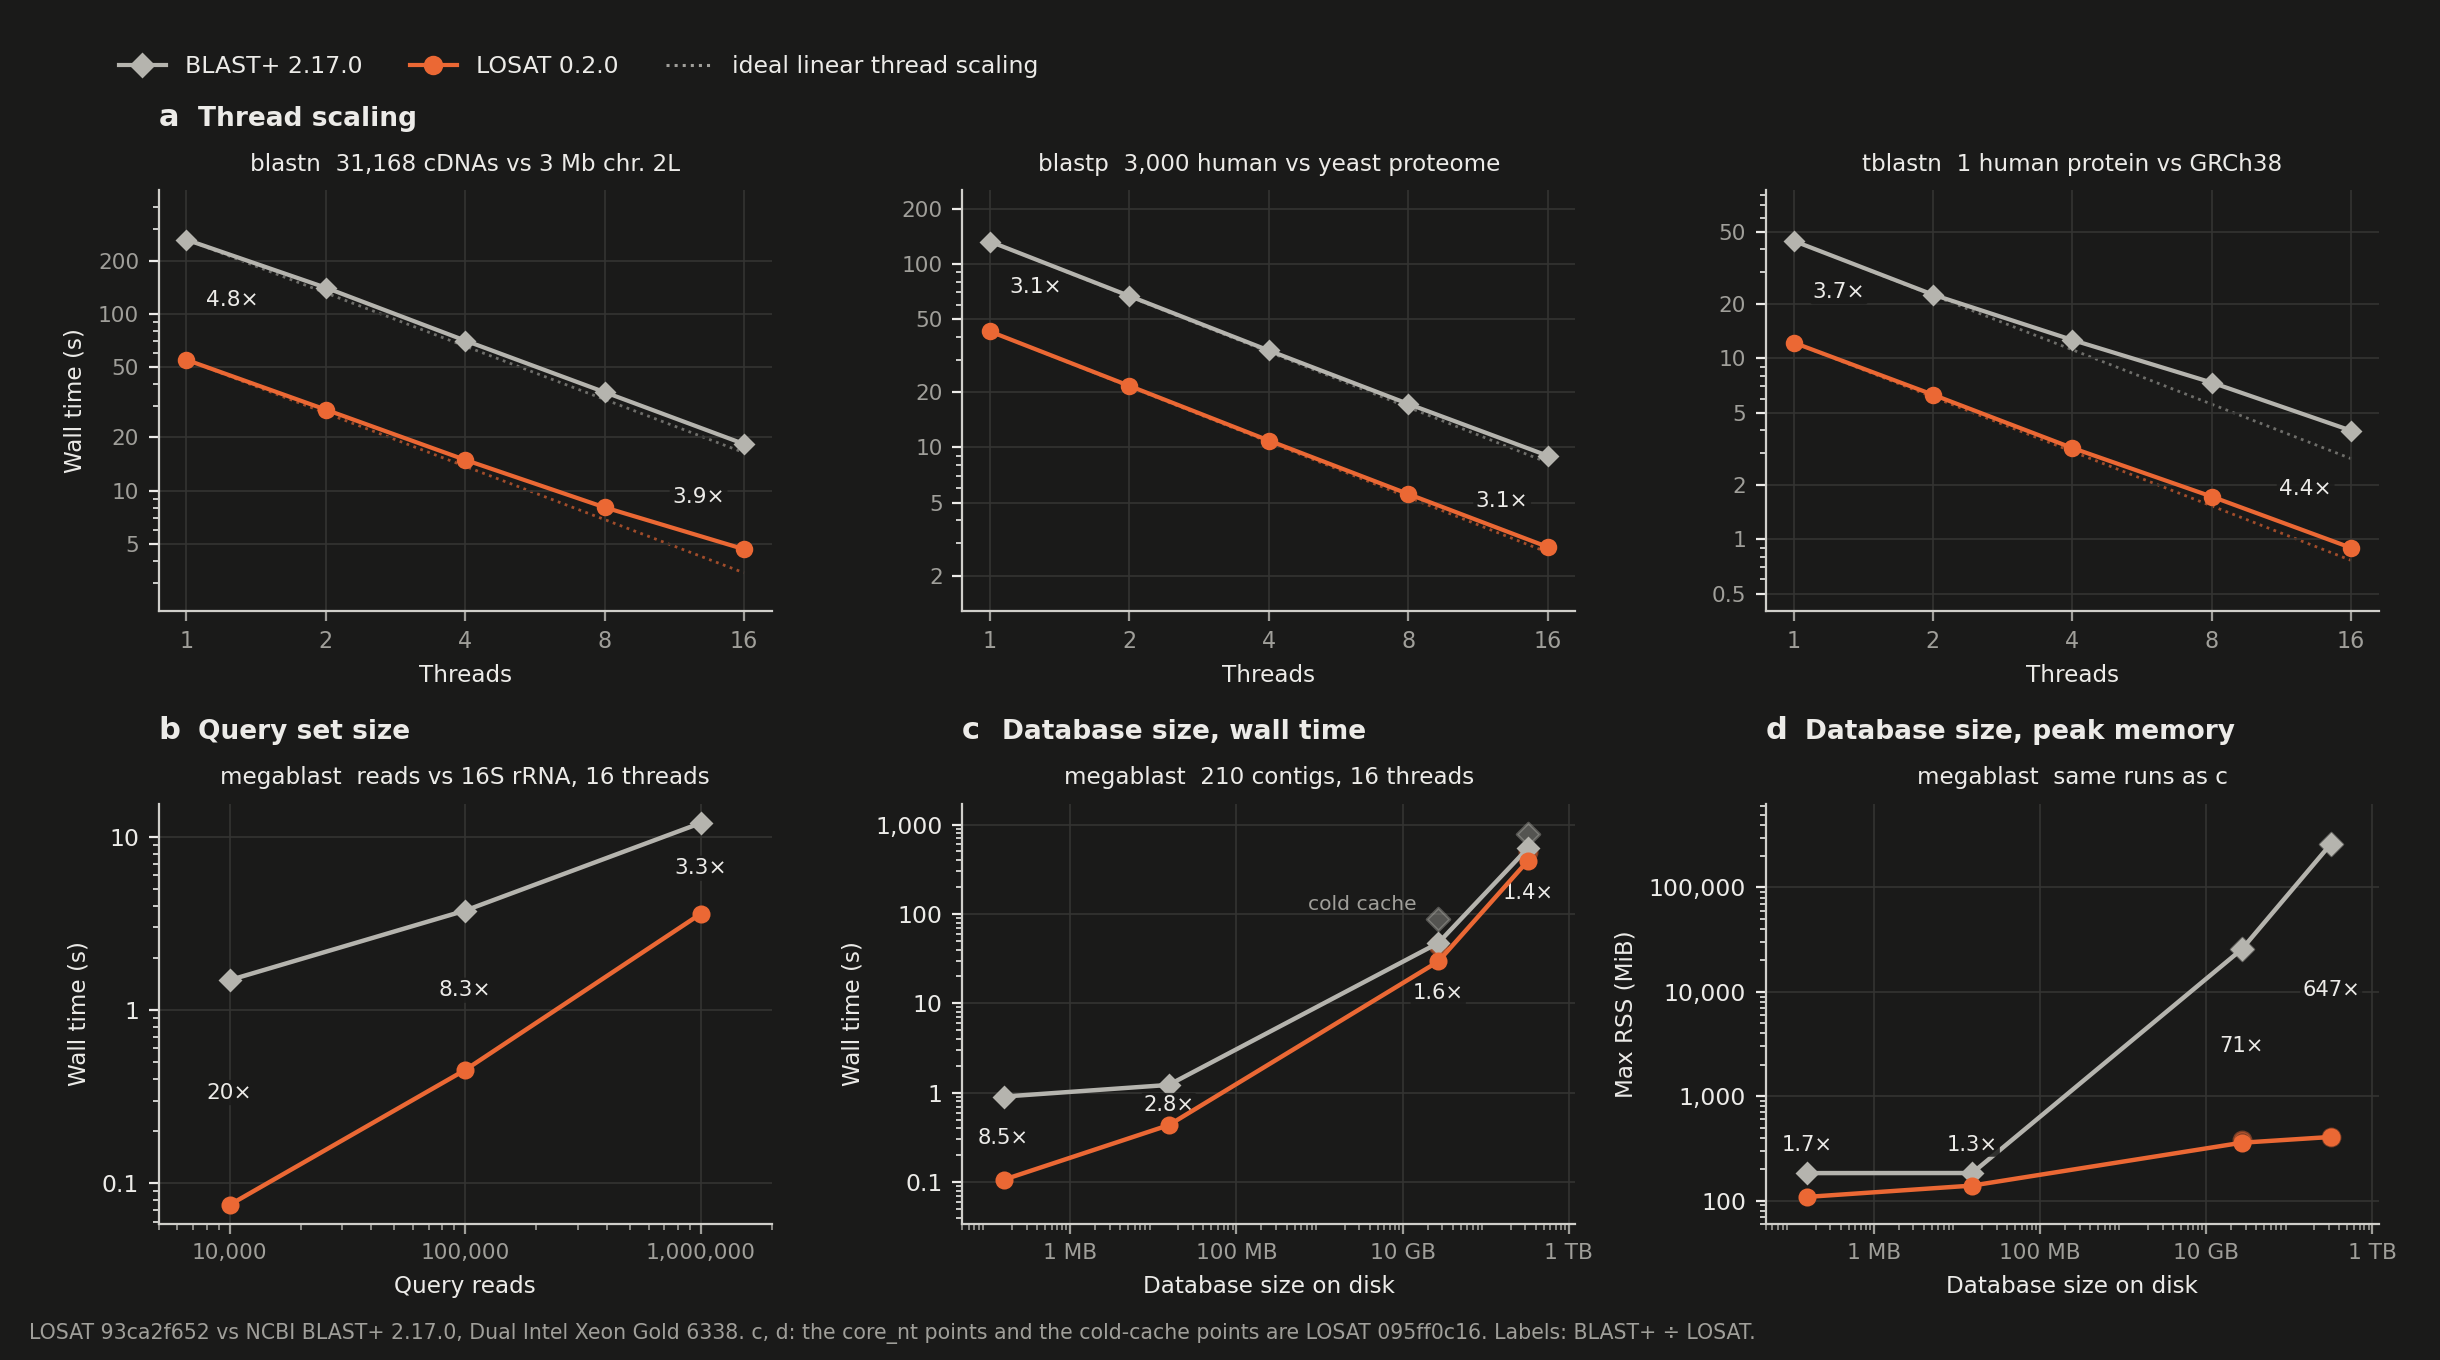 BLAST+ 2.17.0
LOSAT 0.2.0
ideal linear thread scaling
a Thread scaling
blastn 31,168 cDNAs vs 3 Mb chr. 2L
200
100
50
20
10
5
Wall time (s)
4.8×
3.9×
1 2 4 8 16
Threads
blastp 3,000 human vs yeast proteome
200
100
50
20
10
5
2
3.1×
3.1×
1 2 4 8 16
Threads
tblastn 1 human protein vs GRCh38
50
20
10
5
2
1
0.5
3.7×
4.4×
1 2 4 8 16
Threads
b Query set size
megablast reads vs 16S rRNA, 16 threads
10
1
0.1
Wall time (s)
20×
8.3×
3.3×
10,000 100,000 1,000,000
Query reads
c Database size, wall time
megablast 210 contigs, 16 threads
1,000
100
10
1
0.1
Wall time (s)
cold cache
8.5×
2.8×
1.6×
1.4×
1 MB 100 MB 10 GB 1 TB
Database size on disk
d Database size, peak memory
megablast same runs as c
100,000
10,000
1,000
100
Max RSS (MiB)
1.7×
1.3×
71×
647×
1 MB 100 MB 10 GB 1 TB
Database size on disk
LOSAT 93ca2f652 vs NCBI BLAST+ 2.17.0, Dual Intel Xeon Gold 6338. c, d: the core_nt points and the cold-cache points are LOSAT 095ff0c16. Labels: BLAST+ ÷ LOSAT.